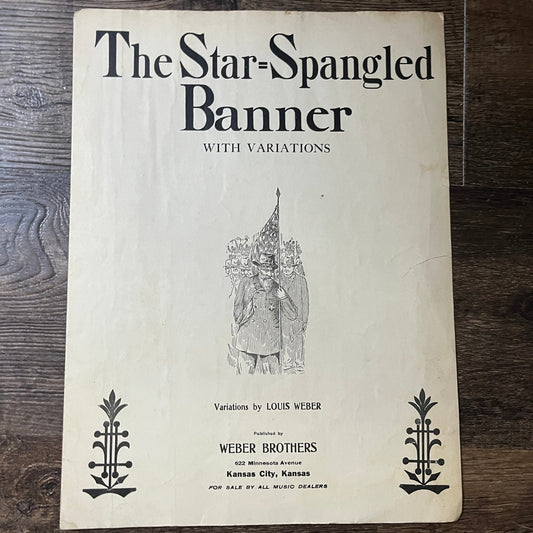 The Star=Spangled
Banner
WITH VARIATIONS
Variations by LOUIS WEBER
Published by
WEBER BROTHERS
622 Minnesota Avenue
Kansas City, Kansas
FOR SALE BY ALL MUSIC DEALERS